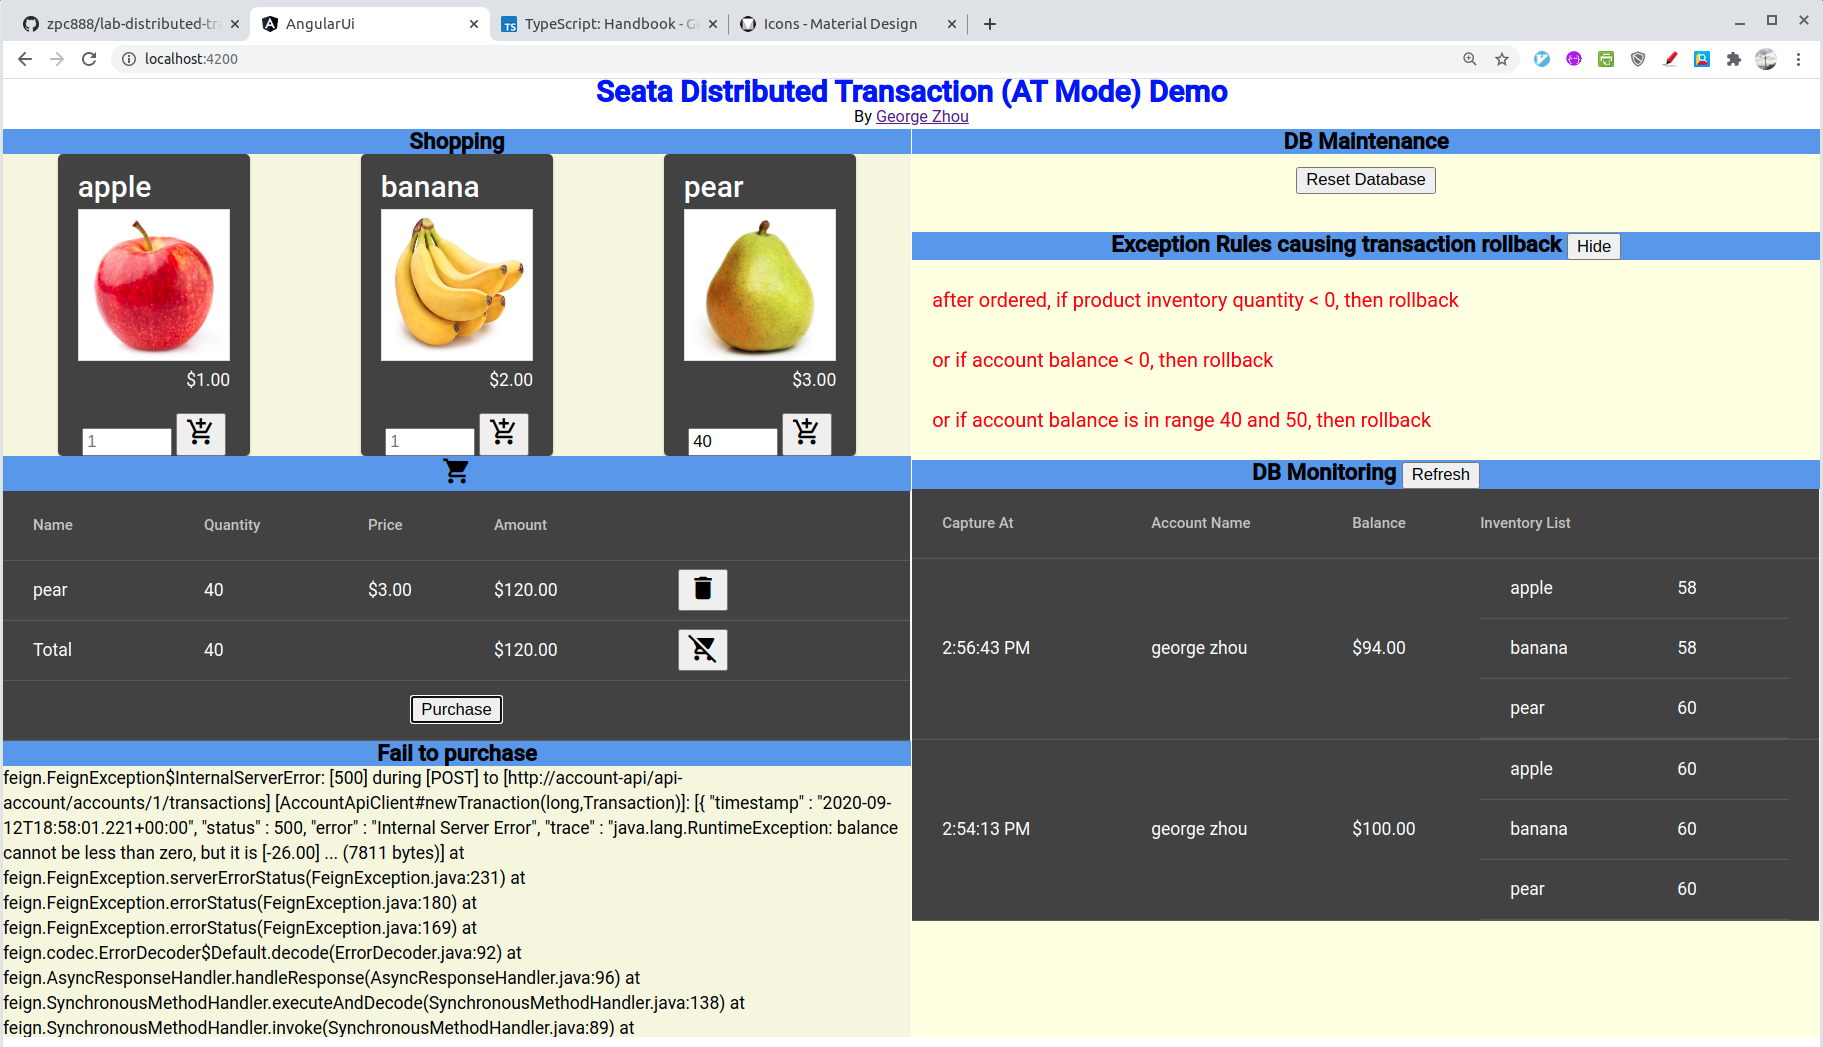 zpc888/lab-distributed-tra
AngularUi
TypeScript: Handbook - G
Icons - Material Design
localhost:4200
Seata Distributed Transaction (AT Mode) Demo
By George Zhou
Shopping
apple
banana
pear
$1.00
$2.00
$3.00
1
1
40
Name Quantity Price Amount
pear 40 $3.00 $120.00
Total 40 $120.00
Purchase
Fail to purchase
feign.FeignException$InternalServerError: [500] during [POST] to [http://account-api/api-
account/accounts/1/transactions] [AccountApiClient#newTranaction(long,Transaction)]: [{ "timestamp" : "2020-09-
12T18:58:01.221+00:00", "status" : 500, "error" : "Internal Server Error", "trace" : "java.lang.RuntimeException: balance
cannot be less than zero, but it is [-26.00] ... (7811 bytes)] at
feign.FeignException.serverErrorStatus(FeignException.java:231) at
feign.FeignException.errorStatus(FeignException.java:180) at
feign.FeignException.errorStatus(FeignException.java:169) at
feign.codec.ErrorDecoder$Default.decode(ErrorDecoder.java:92) at
feign.AsyncResponseHandler.handleResponse(AsyncResponseHandler.java:96) at
feign.SynchronousMethodHandler.executeAndDecode(SynchronousMethodHandler.java:138) at
feign.SynchronousMethodHandler.invoke(SynchronousMethodHandler.java:89) at
DB Maintenance
Reset Database
Exception Rules causing transaction rollback Hide
after ordered, if product inventory quantity < 0, then rollback
or if account balance < 0, then rollback
or if account balance is in range 40 and 50, then rollback
DB Monitoring Refresh
Capture At Account Name Balance Inventory List
apple 58
2:56:43 PM george zhou $94.00 banana 58
pear 60
apple 60
2:54:13 PM george zhou $100.00 banana 60
pear 60